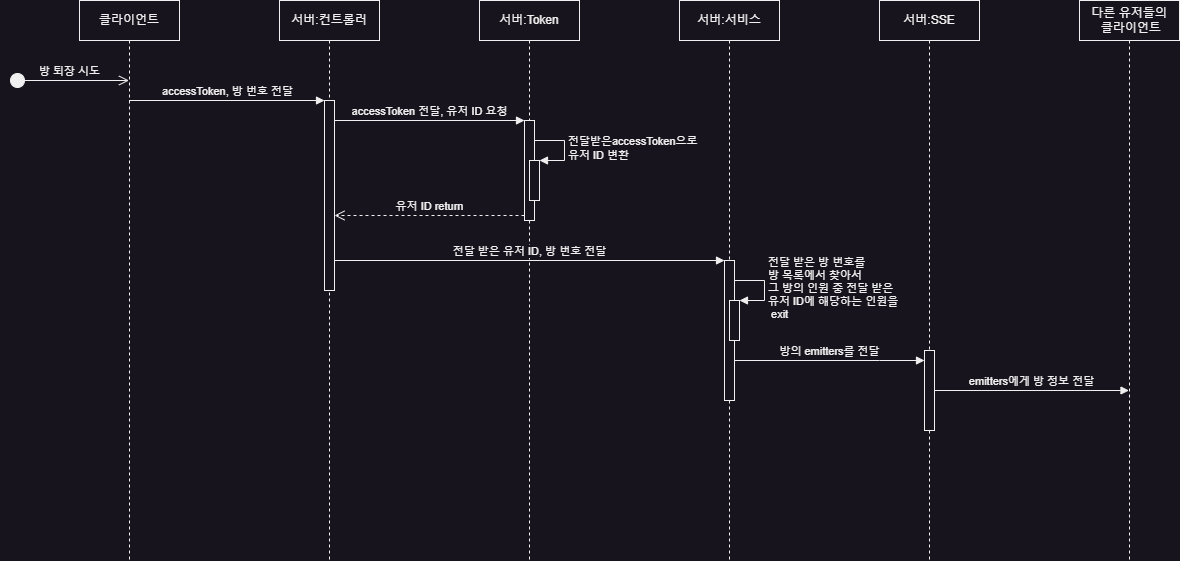 클라이언트
서버:컨트롤러
서버:Token
서버:서비스
서버:SSE
다른 유저들의
클라이언트
방 퇴장 시도
accessToken, 방 번호 전달
accessToken 전달, 유저 ID 요청
전달받은accessToken으로
유저 ID 변환
유저 ID return
전달 받은 유저 ID, 방 번호 전달
전달 받은 방 번호를
방 목록에서 찾아서
그 방의 인원 중 전달 받은
유저 ID에 해당하는 인원을
exit
방의 emitters를 전달
emitters에게 방 정보 전달